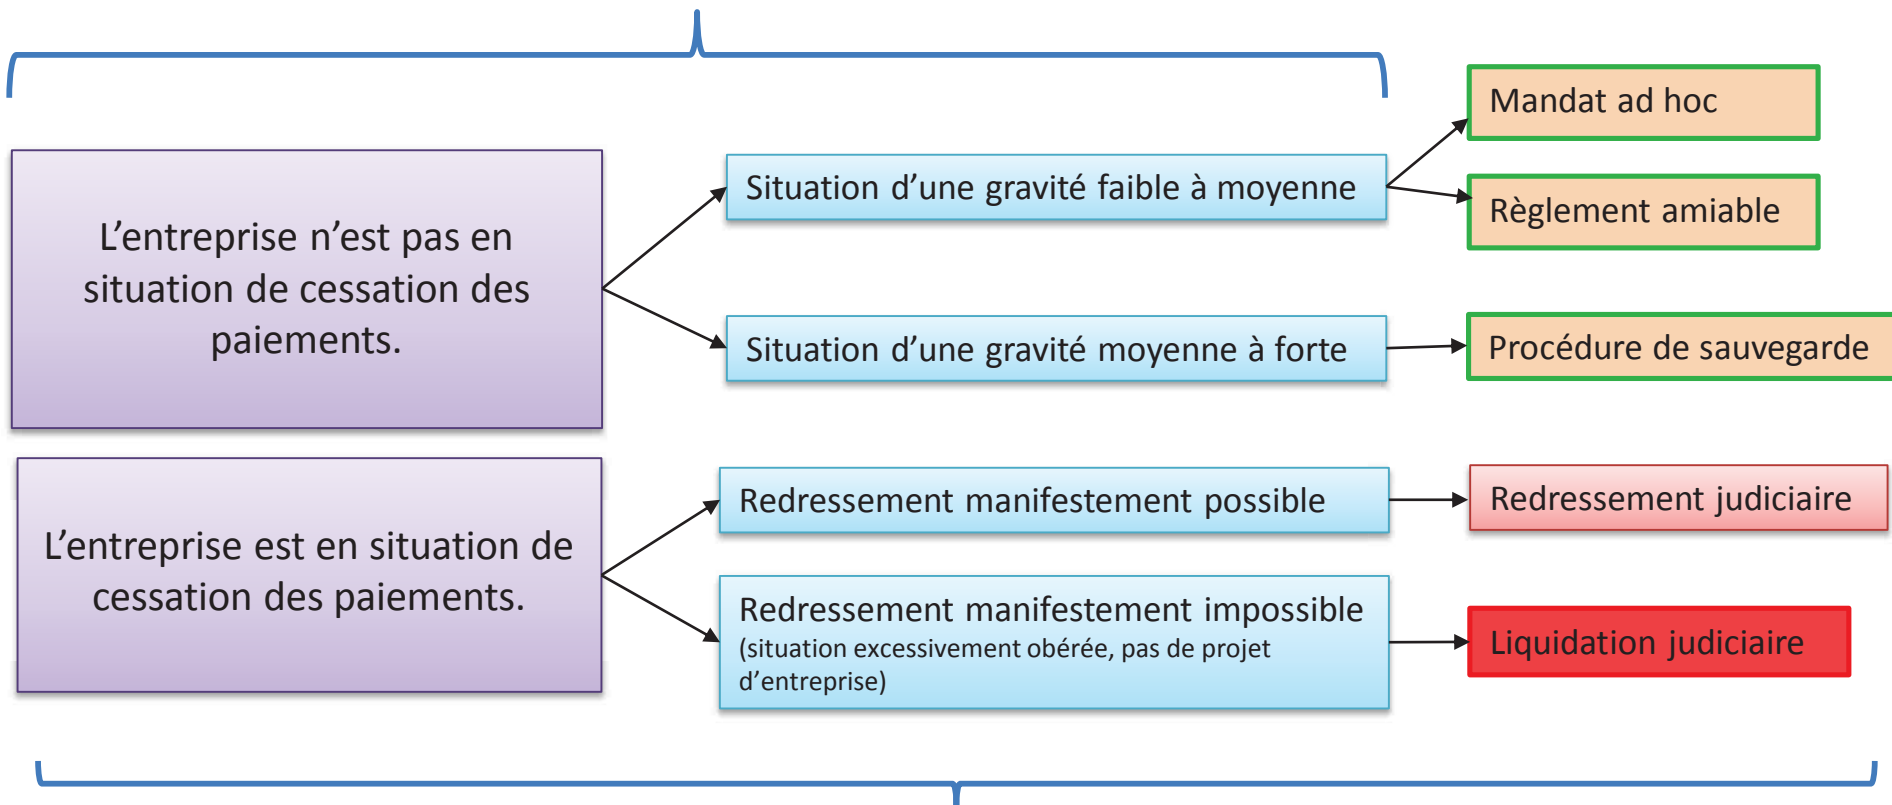 L’entreprise n’est pas en
situation de cessation des
paiements.
Situation d’une gravité faible à moyenne
Mandat ad hoc
Règlement amiable
Situation d’une gravité moyenne à forte
Procédure de sauvegarde
L’entreprise est en situation de
cessation des paiements.
Redressement manifestement possible
Redressement judiciaire
Redressement manifestement impossible
(situation excessivement obérée, pas de projet
d’entreprise)
Liquidation judiciaire